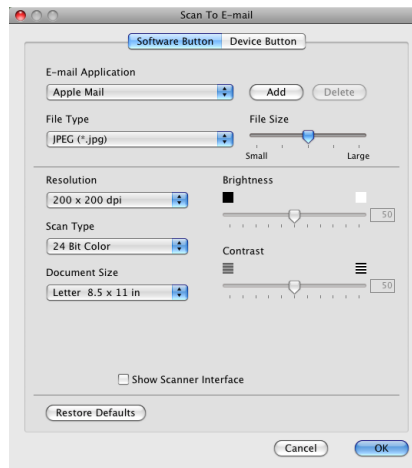 Scan To E-mail
Software Button Device Button
E-mail Application
Apple Mail Add Delete
File Type File Size
JPEG (*.jpg)
Small Large
Resolution Brightness
200 x 200 dpi
50
Scan Type
24 Bit Color
Contrast
Document Size
Letter 8.5 x 11 in 50
Show Scanner Interface
Restore Defaults
Cancel OK